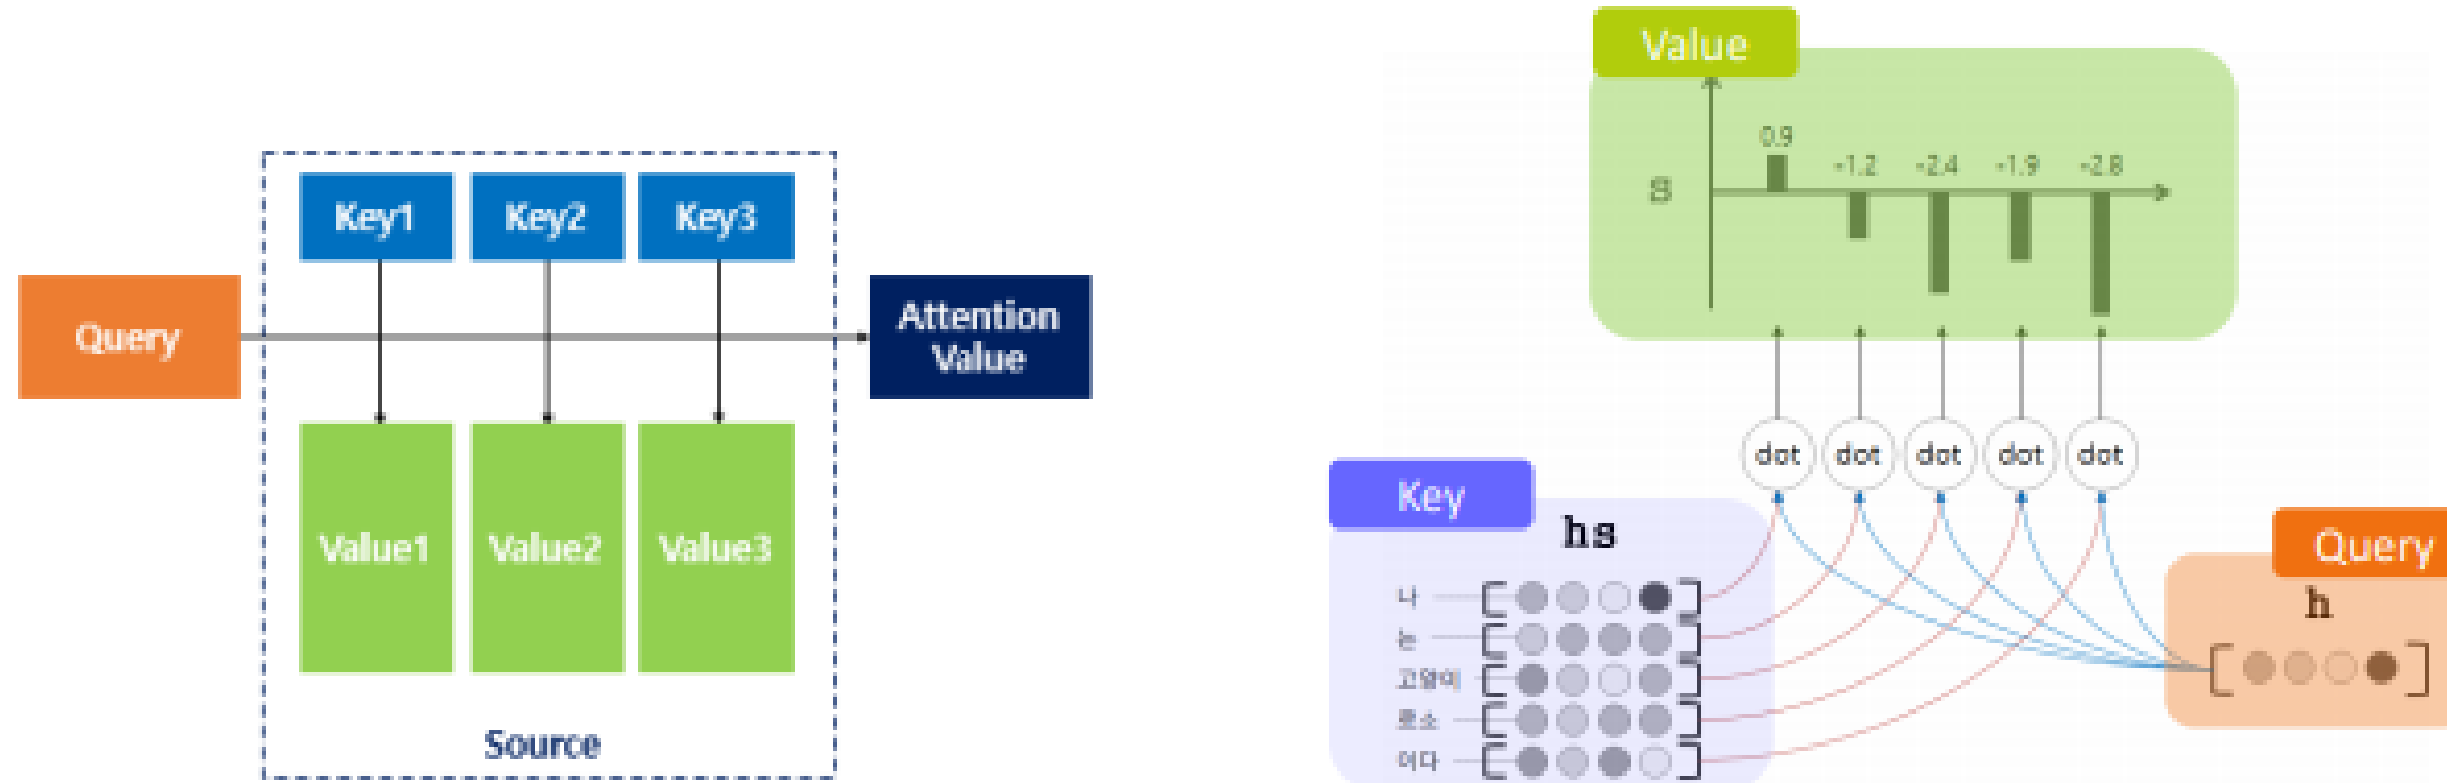 Key1
Key2
Key3
Query
Attention
Value
Value1
Value2
Value3
Source
Value
0.9
-1.2
-2.4
-1.9
-2.8
s
dot
dot
dot
dot
dot
Key
hs
나
는
고양이
로소
이다
Query
h